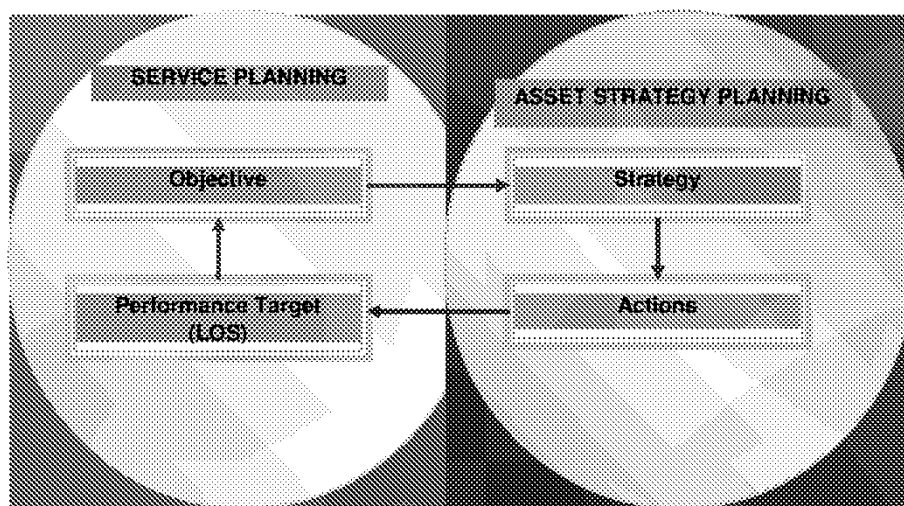 SERVICE PLANNING
ASSET STRATEGY PLANNING
Objective
Strategy
Performance Target
(LOS)
Actions